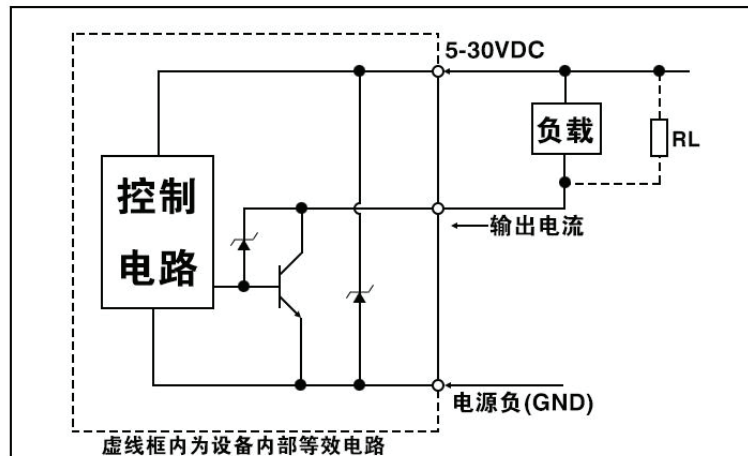 5-30VDC
负载
RL
控制
电路
输出电流
电源负(GND)
虚线框内为设备内部等效电路